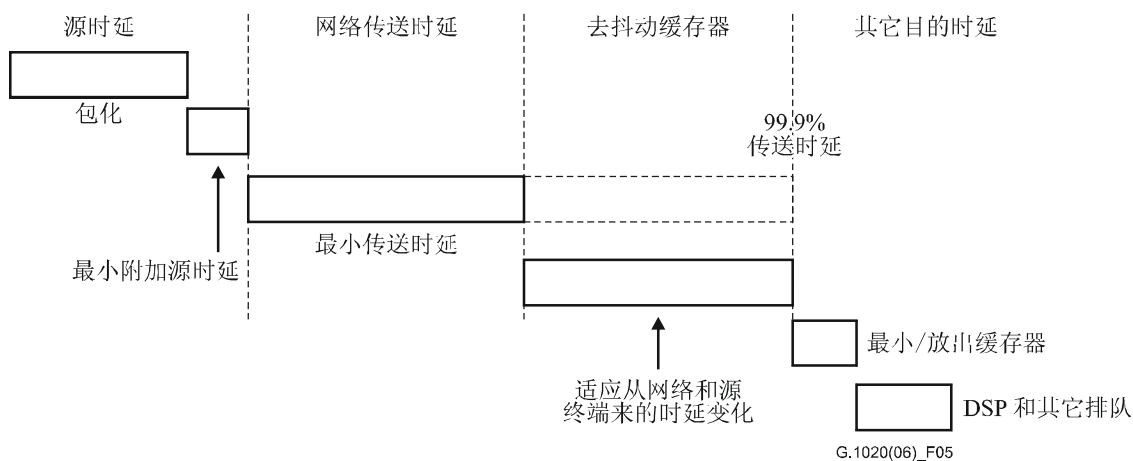 源时延
网络传送时延
去抖动缓存器
其它目的时延
包化
99.9%
传送时延
最小传送时延
最小附加源时延
最小/放出缓存器
适应从网络和源
终端来的时延变化
DSP 和其它排队
G.1020(06)_F05